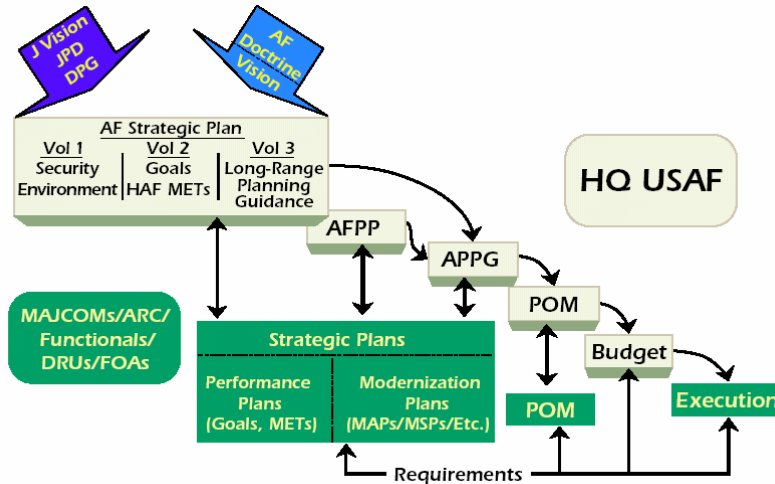 J Vision
JPD
DPG
AF
Doctrine
Vision
AF Strategic Plan
Vol 1
Security
Environment
Vol 2
Goals
HAF METs
Vol 3
Long-Range
Planning
Guidance
HQ USAF
AFPP
APPG
POM
Budget
Execution
MAJCOMs/ARC/
Functionals/
DRUs/FOAs
Strategic Plans
Performance
Plans
(Goals, METs)
Modernization
Plans
(MAPs/MSPs/Etc.)
POM
Requirements